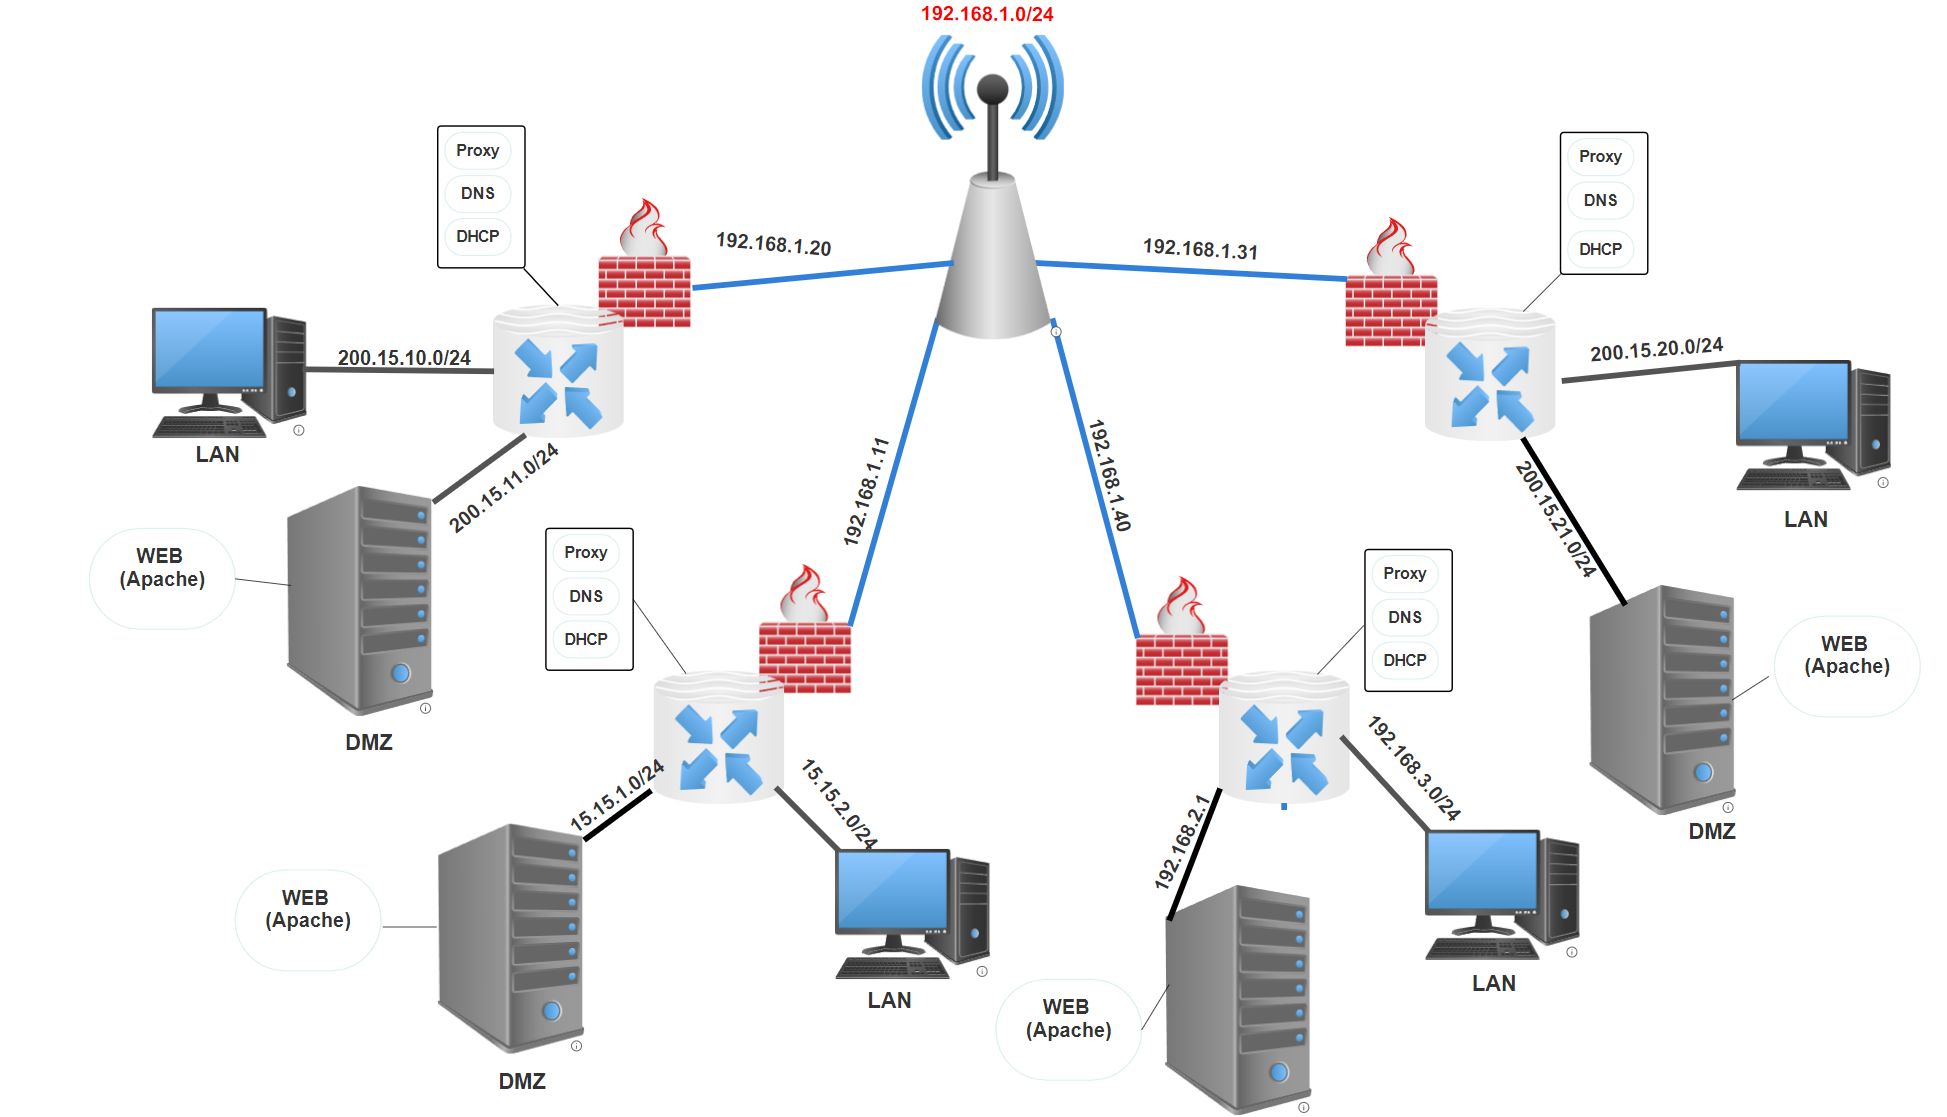 192.168.1.0/24
Proxy
DNS
DHCP
Proxy
DNS
DHCP
192.168.1.20
192.168.1.31
200.15.10.0/24
200.15.20.0/24
LAN
200.15.11.0/24
192.168.1.11
192.168.1.40
200.15.21.0/24
LAN
WEB
(Apache)
Proxy
DNS
DHCP
Proxy
DNS
DHCP
WEB
(Apache)
DMZ
15.15.1.0/24
15.15.2.0/24
192.168.2.1
192.168.3.0/24
DMZ
WEB
(Apache)
LAN
LAN
WEB
(Apache)
DMZ